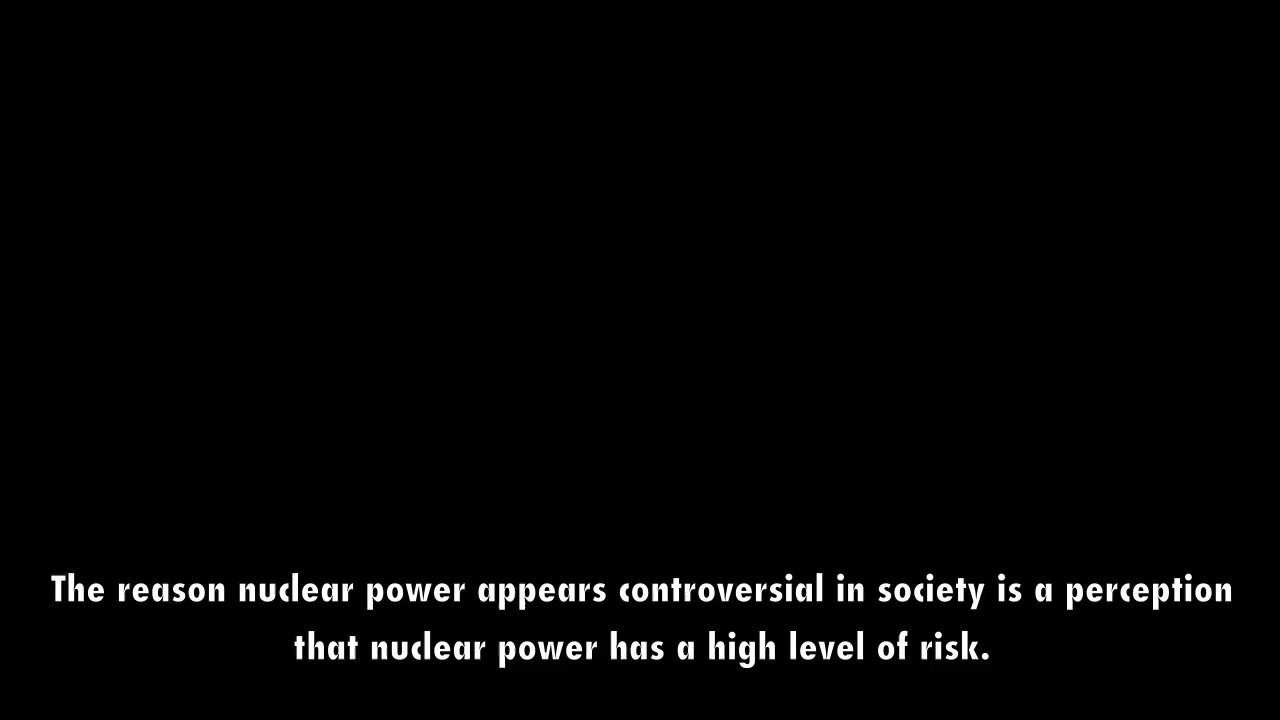 The reason nuclear power appears controversial in society is a perception
that nuclear power has a high level of risk.